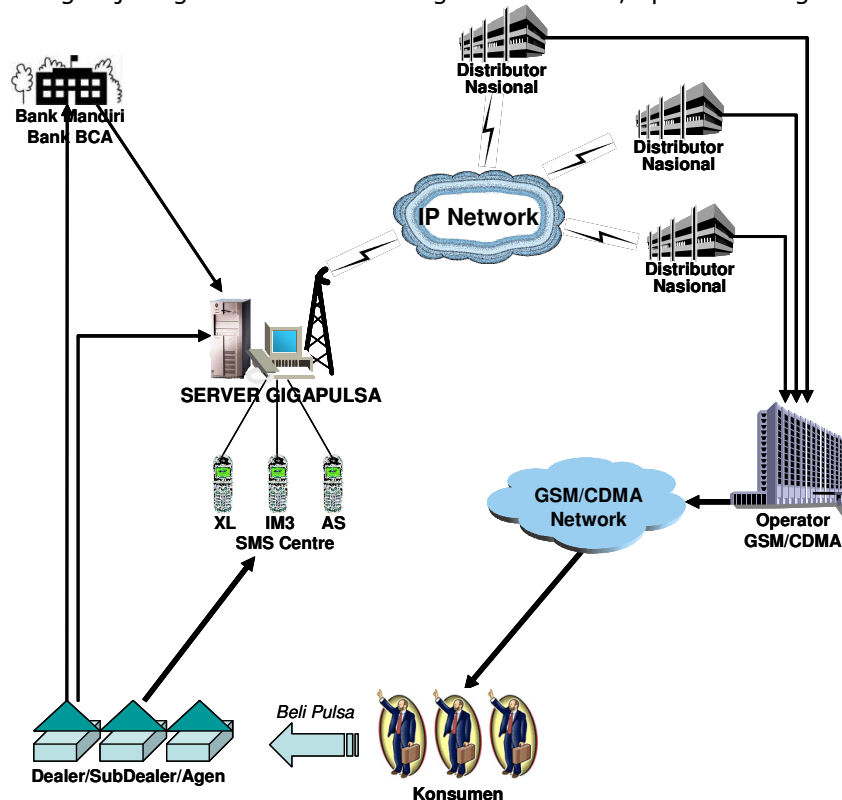 Distributor
Nasional
Bank Mandiri
Bank BCA
Distributor
Nasional
IP Network
Distributor
Nasional
SERVER GIGAPULSA
GSM/CDMA
Network
XL IM3 AS
SMS Centre
Operator
GSM/CDMA
Beli Pulsa
Dealer/SubDealer/Agen
Konsumen